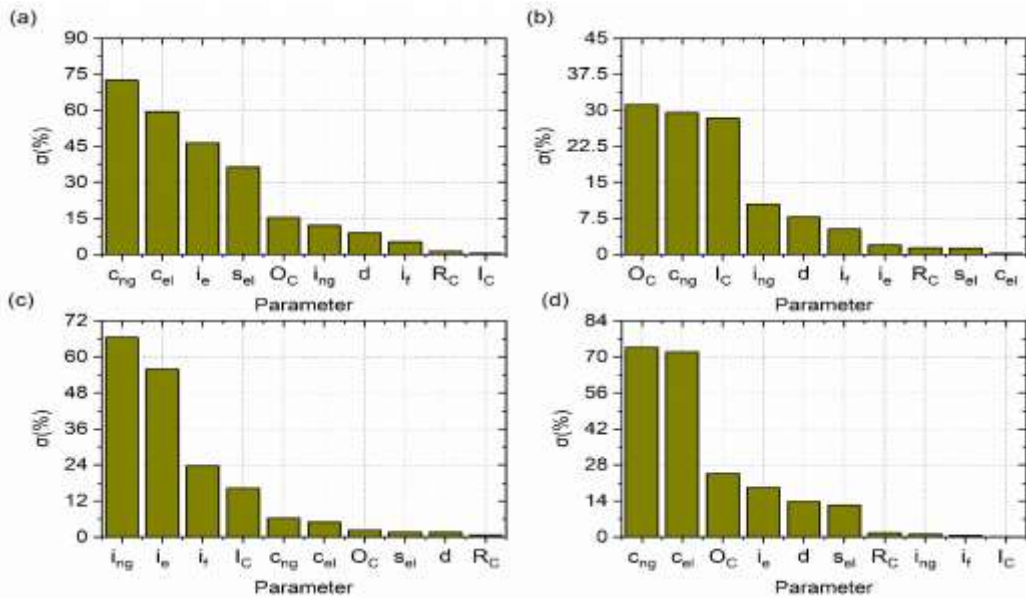 (a)
90
75
60
45
30
15
0
σ(%)
c_ng c_el i_e s_el O_C i_ng d i_f R_C I_C
Parameter
(b)
45
37.5
30
22.5
15
7.5
0
σ(%)
O_C c_ng I_C i_ng d i_f i_e R_C s_el c_el
Parameter
(c)
72
60
48
36
24
12
0
σ(%)
i_ng i_e i_f I_C c_ng c_el O_C s_el d R_C
Parameter
(d)
84
70
56
42
28
14
0
σ(%)
c_ng c_el O_C i_e d s_el R_C i_ng i_f I_C
Parameter